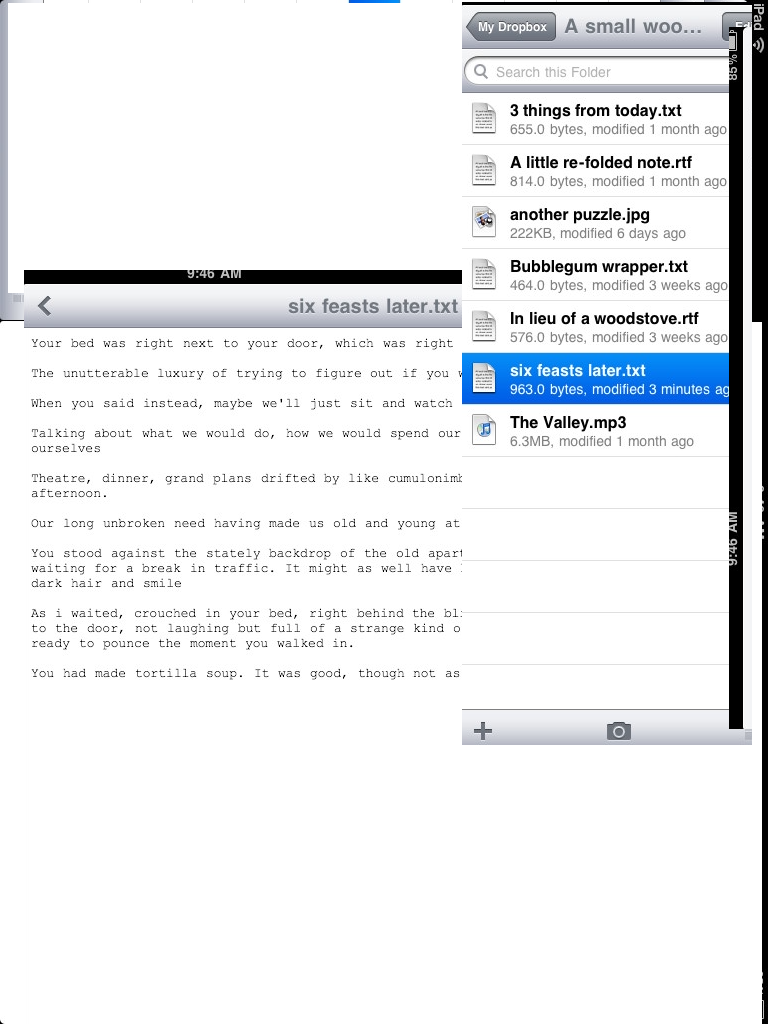 iPad
85%
My Dropbox
A small woo...
Search this Folder
3 things from today.txt
655.0 bytes, modified 1 month ago
A little re-folded note.rtf
814.0 bytes, modified 1 month ago
another puzzle.jpg
222KB, modified 6 days ago
Bubblegum wrapper.txt
464.0 bytes, modified 3 weeks ago
In lieu of a woodstove.rtf
576.0 bytes, modified 3 weeks ago
six feasts later.txt
963.0 bytes, modified 3 minutes ag
The Valley.mp3
6.3MB, modified 1 month ago
9:46 AM
9:46 AM
six feasts later.txt
Your bed was right next to your door, which was right
The unutterable luxury of trying to figure out if you
When you said instead, maybe we'll just sit and watch
Talking about what we would do, how we would spend our
ourselves
Theatre, dinner, grand plans drifted by like cumulonimb
afternoon.
Our long unbroken need having made us old and young at
You stood against the stately backdrop of the old apart
waiting for a break in traffic. It might as well have
dark hair and smile
As i waited, crouched in your bed, right behind the bl
to the door, not laughing but full of a strange kind o
ready to pounce the moment you walked in.
You had made tortilla soup. It was good, though not as